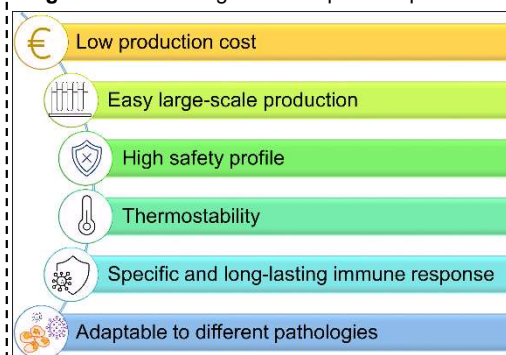 Low production cost
Easy large-scale production
High safety profile
Thermostability
Specific and long-lasting immune response
Adaptable to different pathologies